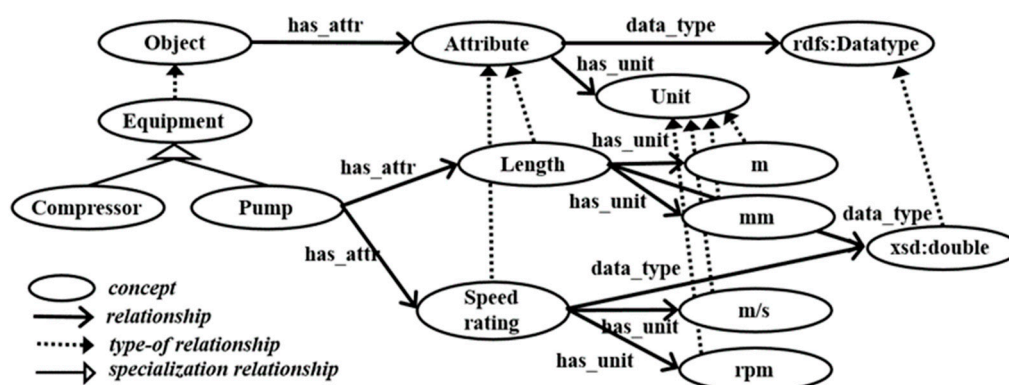 has_attr
data_type
Object
Attribute
rdfs:Datatype
has_unit
Unit
Equipment
has_unit
has_attr
Length
m
Compressor
Pump
has_unit
mm
data_type
has_attr
xsd:double
data_type
concept
Speed
rating
m/s
relationship
has_unit
type-of relationship
has_unit
specialization relationship
rpm